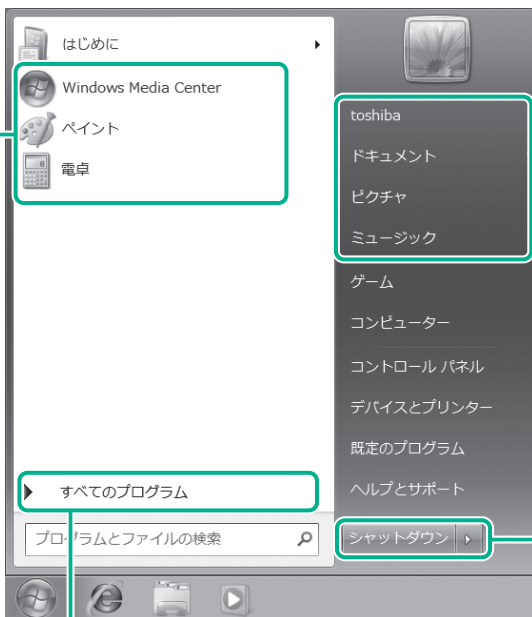 はじめに
Windows Media Center
ペイント
電卓
すべてのプログラム
プログラムとファイルの検索
toshiba
ドキュメント
ピクチャ
ミュージック
ゲーム
コンピューター
コントロール パネル
デバイスとプリンター
既定のプログラム
ヘルプとサポート
シャットダウン